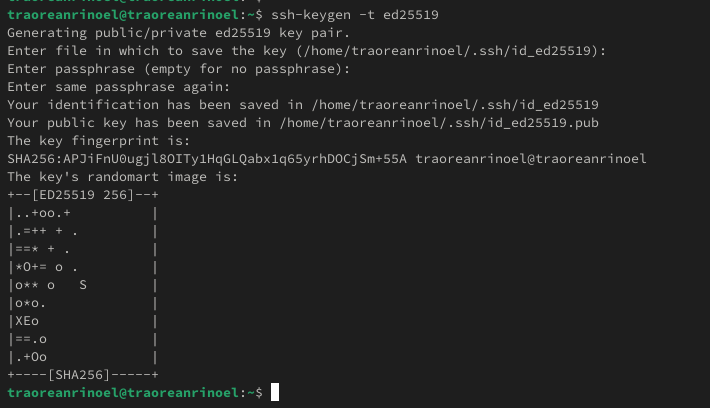 traoreanrinoel@traoreanrinoel:~$ ssh-keygen -t ed25519
Generating public/private ed25519 key pair.
Enter file in which to save the key (/home/traoreanrinoel/.ssh/id_ed25519):
Enter passphrase (empty for no passphrase):
Enter same passphrase again:
Your identification has been saved in /home/traoreanrinoel/.ssh/id_ed25519
Your public key has been saved in /home/traoreanrinoel/.ssh/id_ed25519.pub
The key fingerprint is:
SHA256:APJiFnU0ugjl8OITy1HqGLQabx1q65yrhDOCjSm+55A traoreanrinoel@traoreanrinoel
The key's randomart image is:
+--[ED25519 256]--+
|..+oo.+          |
|.=++ + .         |
|==* + .          |
|*O+= o .         |
|o** o   S        |
|o*o.             |
|XEo              |
|==.o             |
|.+Oo             |
+----[SHA256]-----+
traoreanrinoel@traoreanrinoel:~$